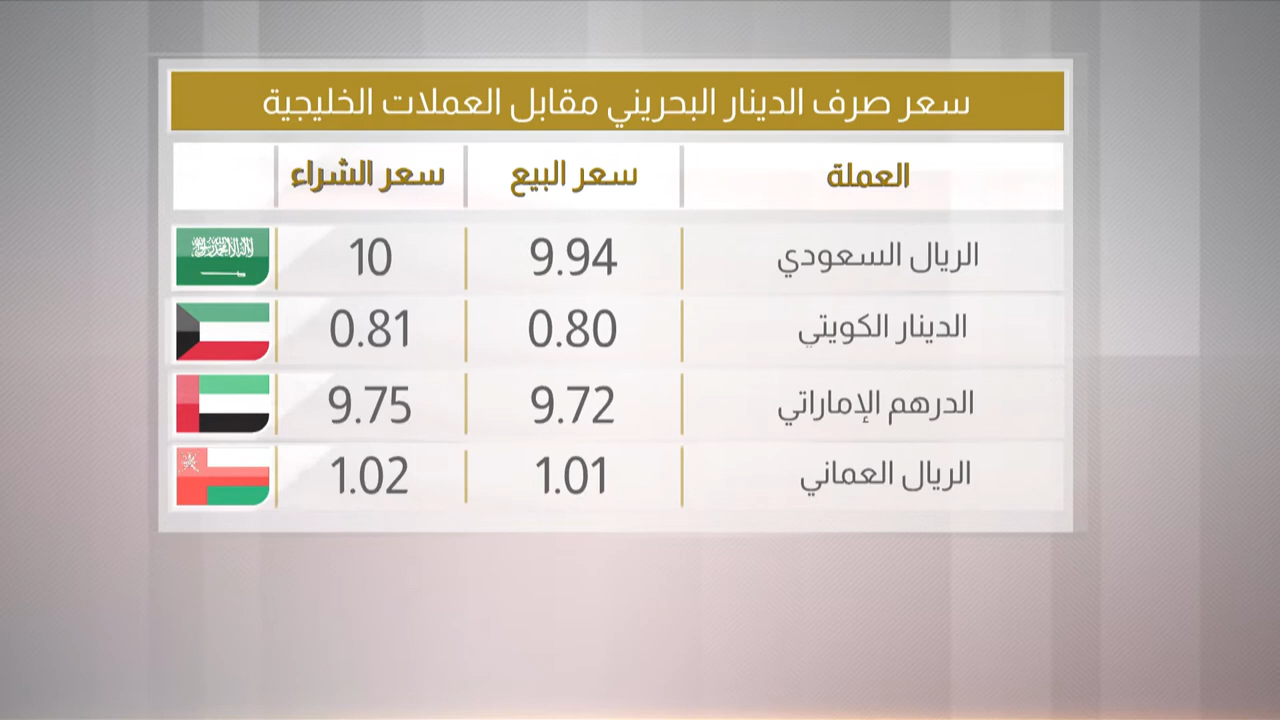 سعر صرف الدينار البحريني مقابل العملات الخليجية
العملة سعر البيع سعر الشراء
الريال السعودي 9.94 10
الدينار الكويتي 0.80 0.81
الدرهم الإماراتي 9.72 9.75
الريال العماني 1.01 1.02